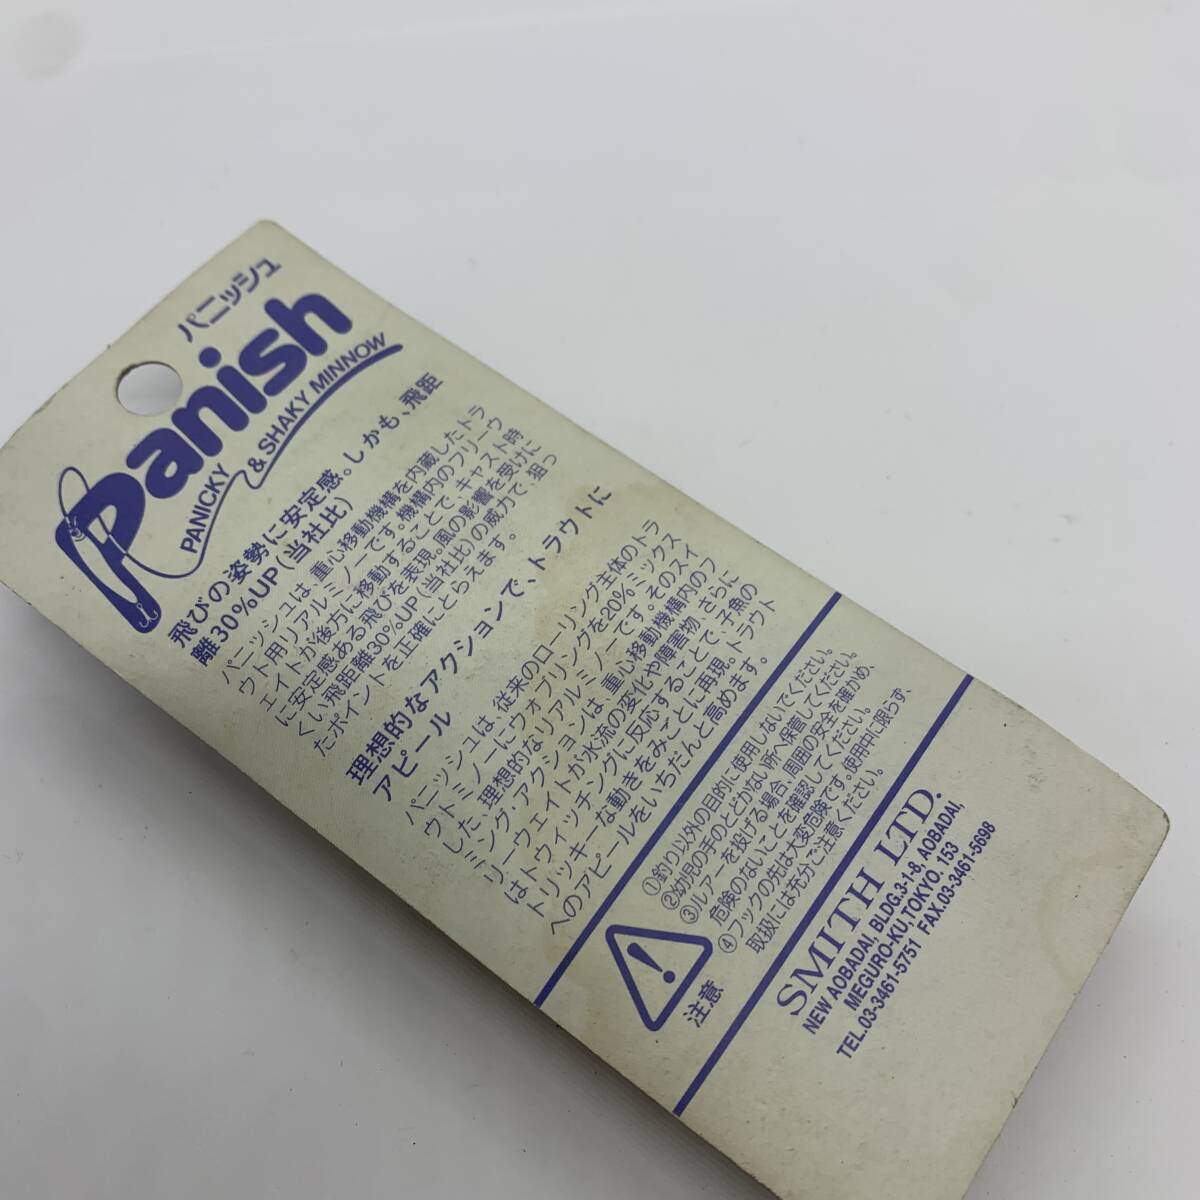 パニッシュ
Panish
PANICKY & SHAKY MINNOW
飛びの姿勢に安定感。しかも、飛距
離30%UP(当社比)
パニッシュは、重心移動機構を内蔵したトラ
ウト用リアルミノーです。機構内のフリーウ
エイトが後方に移動することで、キャスト時
に安定感ある飛びを表現。風の影響を受けに
くい飛距離30%UP(当社比)の威力で、狙っ
たポイントを正確にとらえます。
理想的なアクションで、トラウトに
アピール
パニッシュは、従来のローリング主体のトラ
ウトミノーにウォブリングを20%ミックス
した、理想的なリアルミノーです。そのスイ
ミング・アクションは、重心移動機構内のフ
リーウェイトが水流の変化や障害物、さらに
はトウイッチングに反応することで、子魚の
トリッキーな動きをみごとに再現。トラウト
へのアピールをいちだんと高めます。
注意
①釣り以外の目的に使用しないでください。
②幼児の手のとどかない所へ保管してください。
③ルアーを投げる場合、周囲の安全を確かめ、
危険のないことを確認してください。
④フックの先は大変危険です。使用中に限らず、
取扱には充分ご注意ください。
SMITH LTD.
NEW AOBADAI, BLDG.3-1-8, AOBADAI,
MEGURO-KU,TOKYO. 153
TEL.03-3461-5751 FAX.03-3461-5698